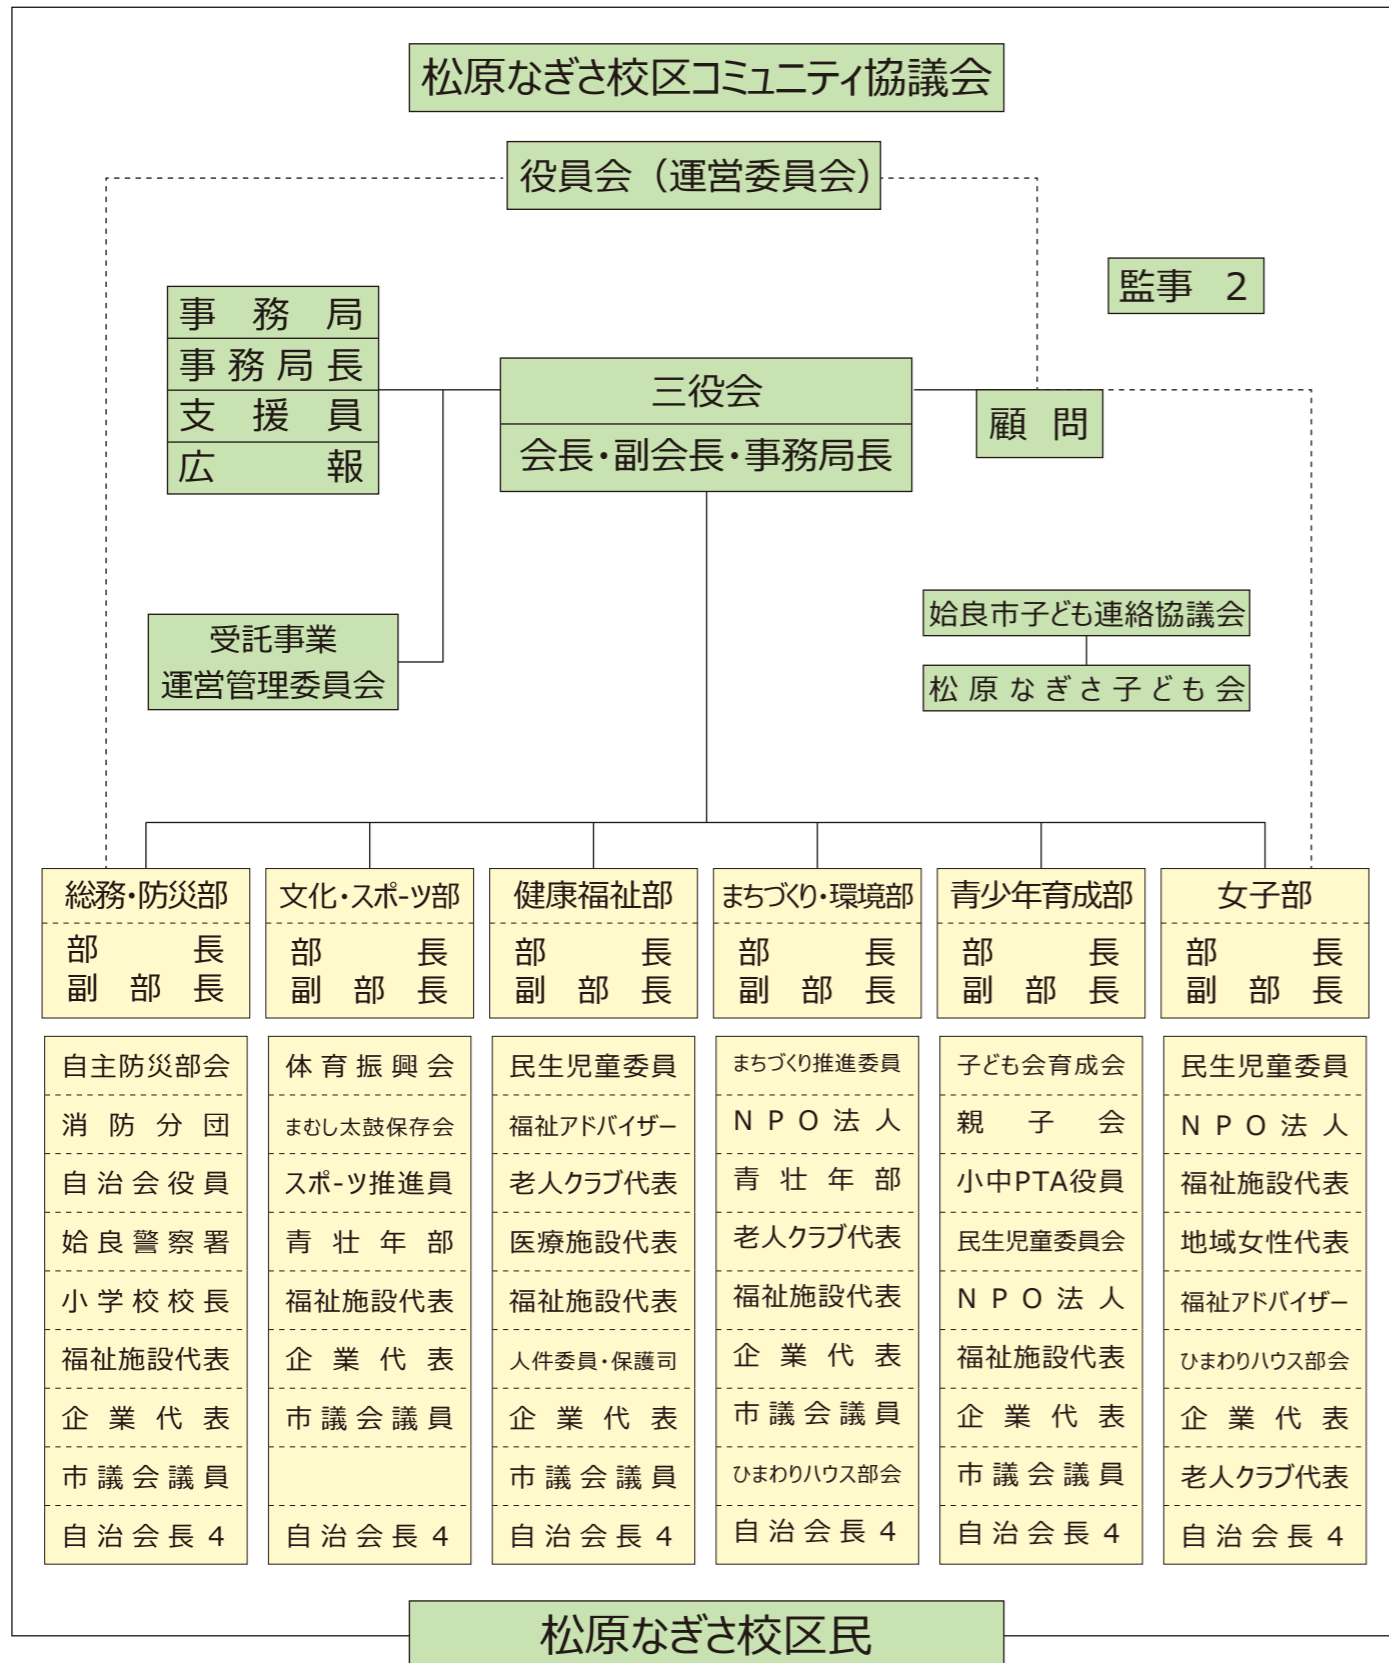 松原なぎさ校区コミュニティ協議会
役員会（運営委員会）
監事 2
事務局
事務局長
支援員
広報
三役会
会長・副会長・事務局長
顧問
受託事業
運営管理委員会
姶良市子ども連絡協議会
松原なぎさ子ども会
総務・防災部
部長
副部長
自主防災部会
消防分団
自治会役員
姶良警察署
小学校校長
福祉施設代表
企業代表
市議会議員
自治会長4
文化・スポーツ部
部長
副部長
体育振興会
まむし太鼓保存会
スポーツ推進員
青壮年部
福祉施設代表
企業代表
市議会議員
自治会長4
健康福祉部
部長
副部長
民生児童委員
福祉アドバイザー
老人クラブ代表
医療施設代表
福祉施設代表
人件委員・保護司
企業代表
市議会議員
自治会長4
まちづくり・環境部
部長
副部長
まちづくり推進委員
NPO法人
青壮年部
老人クラブ代表
福祉施設代表
企業代表
市議会議員
ひまわりハウス部会
自治会長4
青少年育成部
部長
副部長
子ども会育成会
親子会
小中PTA役員
民生児童委員会
NPO法人
福祉施設代表
企業代表
市議会議員
自治会長4
女子部
部長
副部長
民生児童委員
NPO法人
福祉施設代表
地域女性代表
福祉アドバイザー
ひまわりハウス部会
企業代表
老人クラブ代表
自治会長4
松原なぎさ校区民